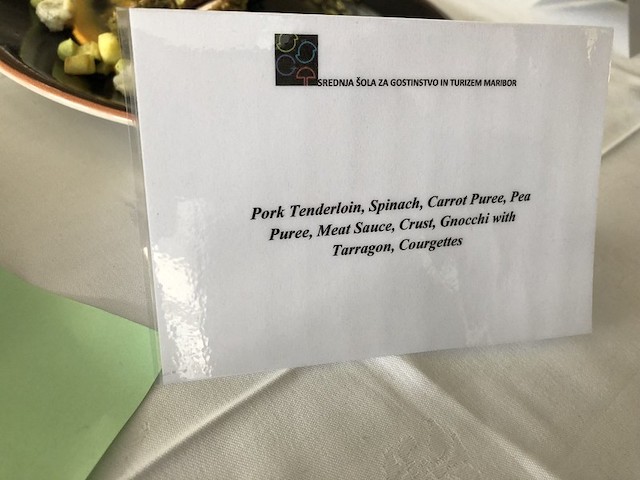 SREDNJA ŠOLA ZA GOSTINSTVO IN TURIZEM MARIBOR
Pork Tenderloin, Spinach, Carrot Puree, Pea
Puree, Meat Sauce, Crust, Gnocchi with
Tarragon, Courgettes